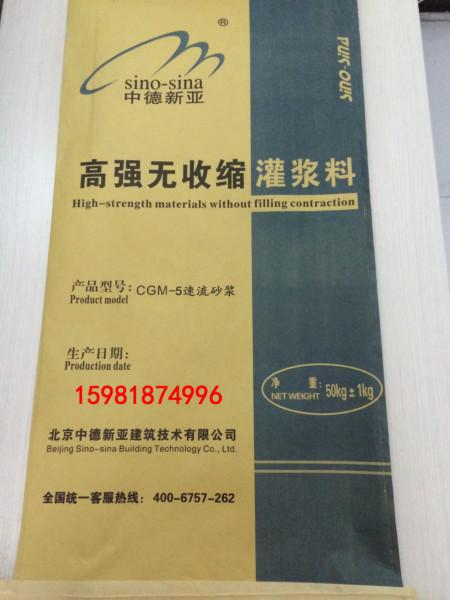 ®
sino-sina
中德新亚
SINO-SINA
高强无收缩灌浆料
High-strength materials without filling contraction
产品型号: CGM-5速流砂浆
Product model
生产日期:
Production date
15981874996
净 重:
NET WEIGHT 50kg±1kg
北京中德新亚建筑技术有限公司
Beijing Sino-sina Building Technology Co., Ltd.
全国统一客服热线: 400-6757-262